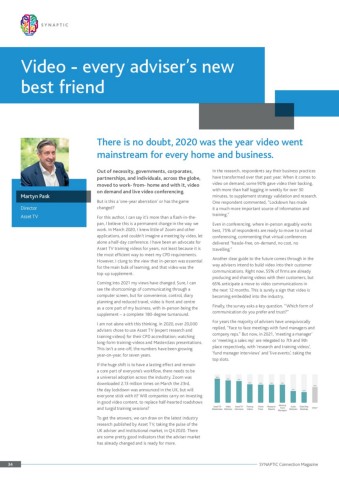 SYNAPTIC
Video - every adviser's new
best friend
There is no doubt, 2020 was the year video went
mainstream for every home and business.
Martyn Pask
Director
Asset TV
Out of necessity, governments, corporates,
partnerships, and individuals, across the globe,
moved to work- from- home and with it, video
on demand and live video conferencing.
But is this a 'one-year aberration' or has the game
changed?
For this author, I can say it's more than a flash-in-the-
pan, I believe this is a permanent change in the way we
work. In March 2020, I knew little of Zoom and other
applications, and couldn't imagine a meeting by video, let
alone a half-day conference. I have been an advocate for
Asset TV training videos for years, not least because it is
the most efficient way to meet my CPD requirements.
However, I clung to the view that in-person was essential
for the main bulk of learning, and that video was the
top-up supplement.
Coming into 2021 my views have changed. Sure, I can
see the shortcomings of communicating through a
computer screen, but for convenience, control, diary
planning and reduced travel, video is front and centre
as a core part of my business, with in-person being the
supplement – a complete 180-degree turnaround.
I am not alone with this thinking. In 2020, over 20,000
advisers chose to use Asset TV (expert research and
training videos) for their CPD accreditation, watching
long-form training videos and Masterclass presentations.
This isn't a one-off; the numbers have been growing
year-on-year for seven years.
If the huge shift is to have a lasting effect and remain
a core part of everyone's workflow, there needs to be
a universal adoption across the industry. Zoom was
downloaded 2.13 million times on March the 23rd,
the day lockdown was announced in the UK, but will
everyone stick with it? Will companies carry on investing
in good video content, to replace half-hearted roadshows
and turgid training sessions?
To get the answers, we can draw on the latest industry
research published by Asset TV, taking the pulse of the
UK adviser and institutional market, in Q4 2020. There
are some pretty good indicators that the adviser market
has already changed and is ready for more.
In the research, respondents say their business practices
have transformed over that past year. When it comes to
video on demand, some 90% gave video their backing,
with more than half logging in weekly for over 30
minutes, to supplement strategy, validation and research.
One respondent commented, "Lockdown has made
it a much more important source of information and
training."
Even in conferencing, where in-person arguably works
best, 75% of respondents are ready to move to virtual
conferencing, commenting that virtual conferences
delivered "hassle-free, on-demand, no cost, no
travelling."
Another clear guide to the future comes through in the
way advisers intend to build video into their customer
communications. Right now, 55% of firms are already
producing and sharing videos with their customers, but
65% anticipate a move to video communications in
the next 12 months. This is surely a sign that video is
becoming embedded into the industry.
Finally, the survey asks a key question, "Which form of
communication do you prefer and trust?"
For years the majority of advisers have unequivocally
replied, "face to face meetings with fund managers and
company reps." But now, in 2021, 'meeting a manager'
or 'meeting a sales rep' are relegated to 7th and 9th
place respectively, with 'research and training videos',
'fund manager interviews' and 'live events', taking the
top slots.
34
SYNAPTIC Connection Magazine